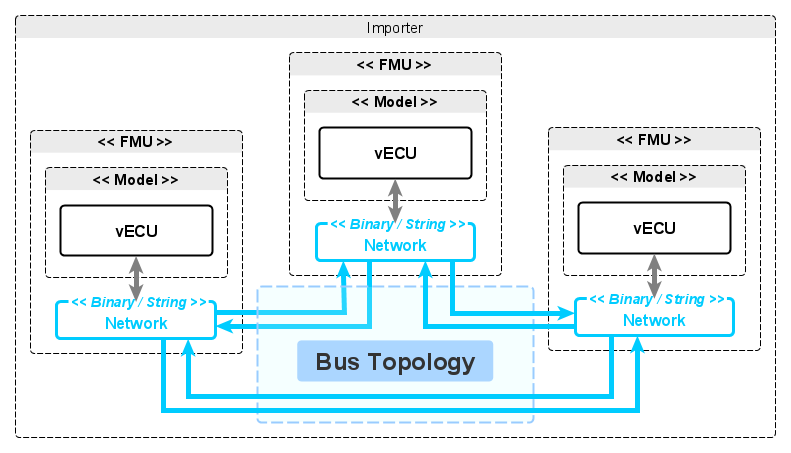 Importer
<< FMU >>
<< Model >>
vECU
<< Binary / String >>
Network
<< FMU >>
<< Model >>
vECU
<< Binary / String >>
Network
<< FMU >>
<< Model >>
vECU
<< Binary / String >>
Network
Bus Topology